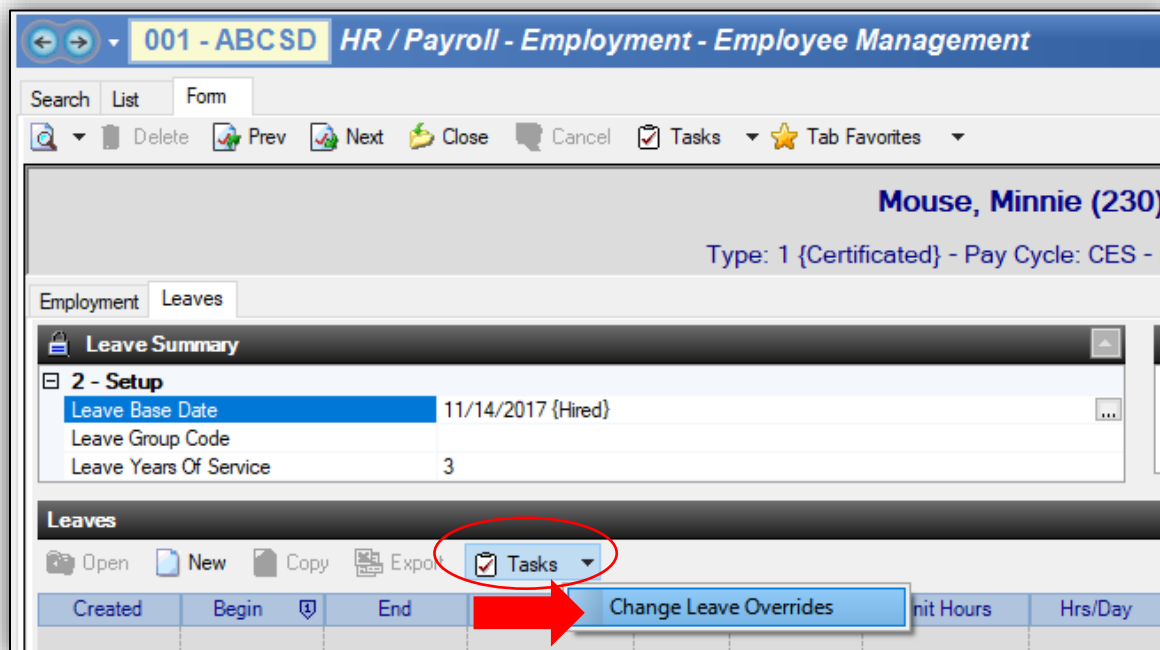 001 - ABCSD HR / Payroll - Employment - Employee Management
Search List Form
Delete Prev Next Close Cancel Tasks Tab Favorites
Mouse, Minnie (230)
Type: 1 {Certificated} - Pay Cycle: CES -
Employment Leaves
Leave Summary
2 - Setup
Leave Base Date 11/14/2017 {Hired} ...
Leave Group Code
Leave Years Of Service 3
Leaves
Open New Copy Export Tasks
Change Leave Overrides
Created Begin 1 End nit Hours Hrs/Day